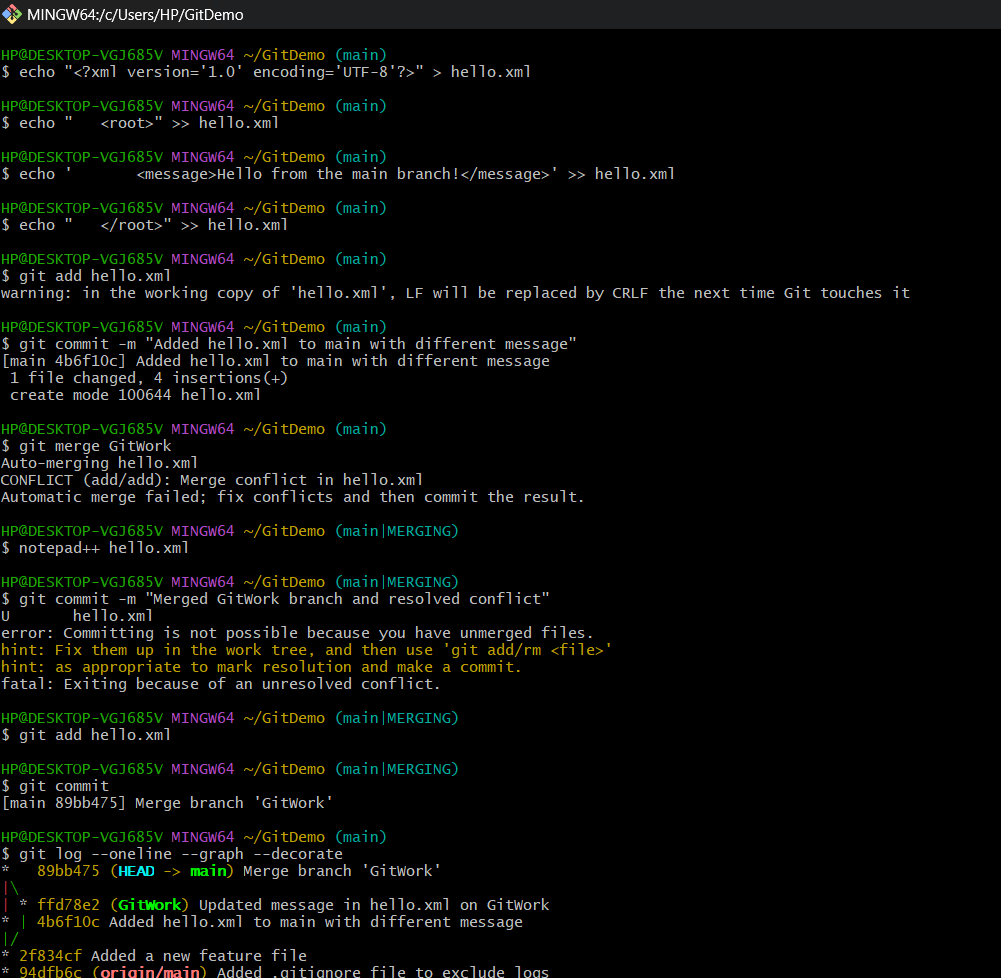 MINGW64:/c/Users/HP/GitDemo
HP@DESKTOP-VGJ685V MINGW64 ~/GitDemo (main)
$ echo "<?xml version='1.0' encoding='UTF-8'?>" > hello.xml
HP@DESKTOP-VGJ685V MINGW64 ~/GitDemo (main)
$ echo "   <root>" >> hello.xml
HP@DESKTOP-VGJ685V MINGW64 ~/GitDemo (main)
$ echo '       <message>Hello from the main branch!</message>' >> hello.xml
HP@DESKTOP-VGJ685V MINGW64 ~/GitDemo (main)
$ echo "   </root>" >> hello.xml
HP@DESKTOP-VGJ685V MINGW64 ~/GitDemo (main)
$ git add hello.xml
warning: in the working copy of 'hello.xml', LF will be replaced by CRLF the next time Git touches it
HP@DESKTOP-VGJ685V MINGW64 ~/GitDemo (main)
$ git commit -m "Added hello.xml to main with different message"
[main 4b6f10c] Added hello.xml to main with different message
 1 file changed, 4 insertions(+)
 create mode 100644 hello.xml
HP@DESKTOP-VGJ685V MINGW64 ~/GitDemo (main)
$ git merge GitWork
Auto-merging hello.xml
CONFLICT (add/add): Merge conflict in hello.xml
Automatic merge failed; fix conflicts and then commit the result.
HP@DESKTOP-VGJ685V MINGW64 ~/GitDemo (main|MERGING)
$ notepad++ hello.xml
HP@DESKTOP-VGJ685V MINGW64 ~/GitDemo (main|MERGING)
$ git commit -m "Merged GitWork branch and resolved conflict"
U       hello.xml
error: Committing is not possible because you have unmerged files.
hint: Fix them up in the work tree, and then use 'git add/rm <file>'
hint: as appropriate to mark resolution and make a commit.
fatal: Exiting because of an unresolved conflict.
HP@DESKTOP-VGJ685V MINGW64 ~/GitDemo (main|MERGING)
$ git add hello.xml
HP@DESKTOP-VGJ685V MINGW64 ~/GitDemo (main|MERGING)
$ git commit
[main 89bb475] Merge branch 'GitWork'
HP@DESKTOP-VGJ685V MINGW64 ~/GitDemo (main)
$ git log --oneline --graph --decorate
*   89bb475 (HEAD -> main) Merge branch 'GitWork'
|\
| * ffd78e2 (GitWork) Updated message in hello.xml on GitWork
* | 4b6f10c Added hello.xml to main with different message
|/
* 2f834cf Added a new feature file
* 94dfb6c (origin/main) Added .gitignore file to exclude logs